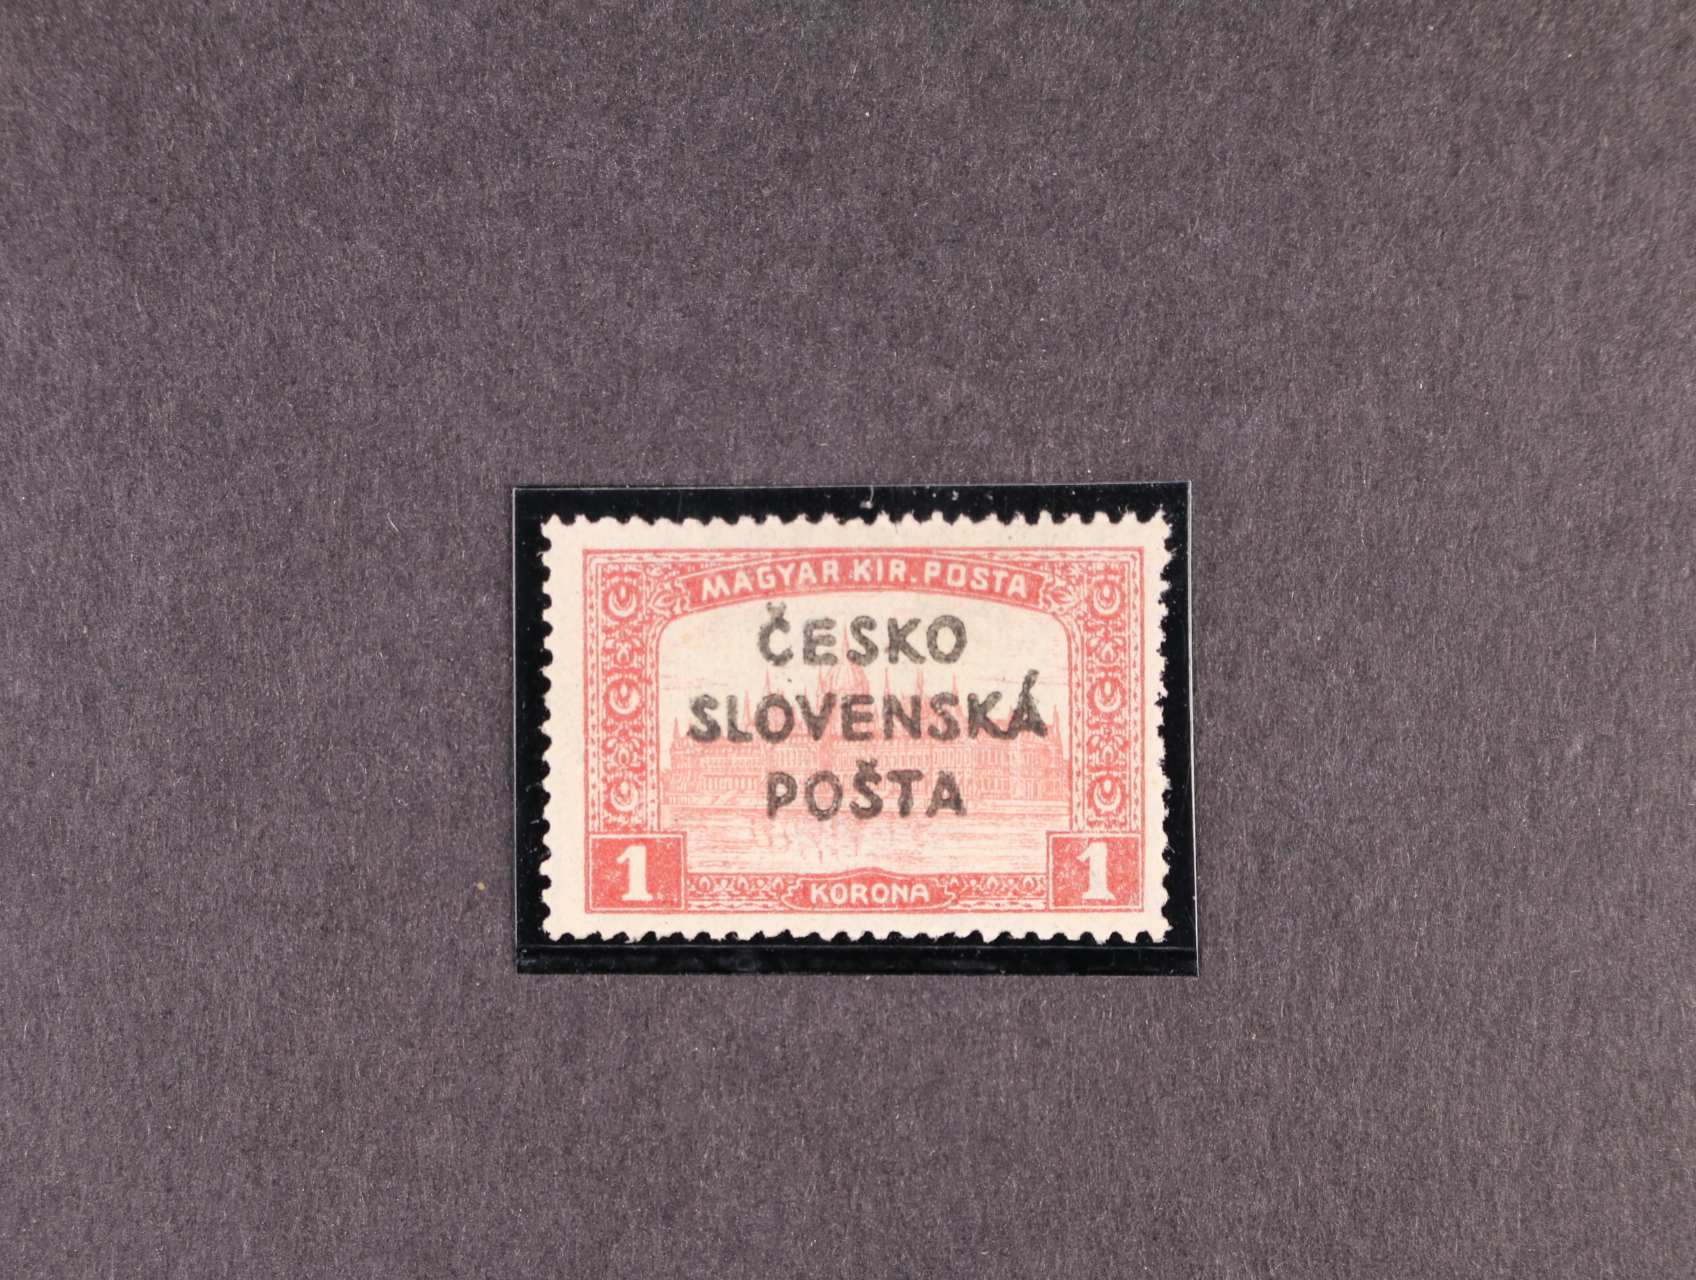 MAGYAR.KIR.POSTA
ČESKO
SLOVENSKÁ
POŠTA
1 KORONA 1